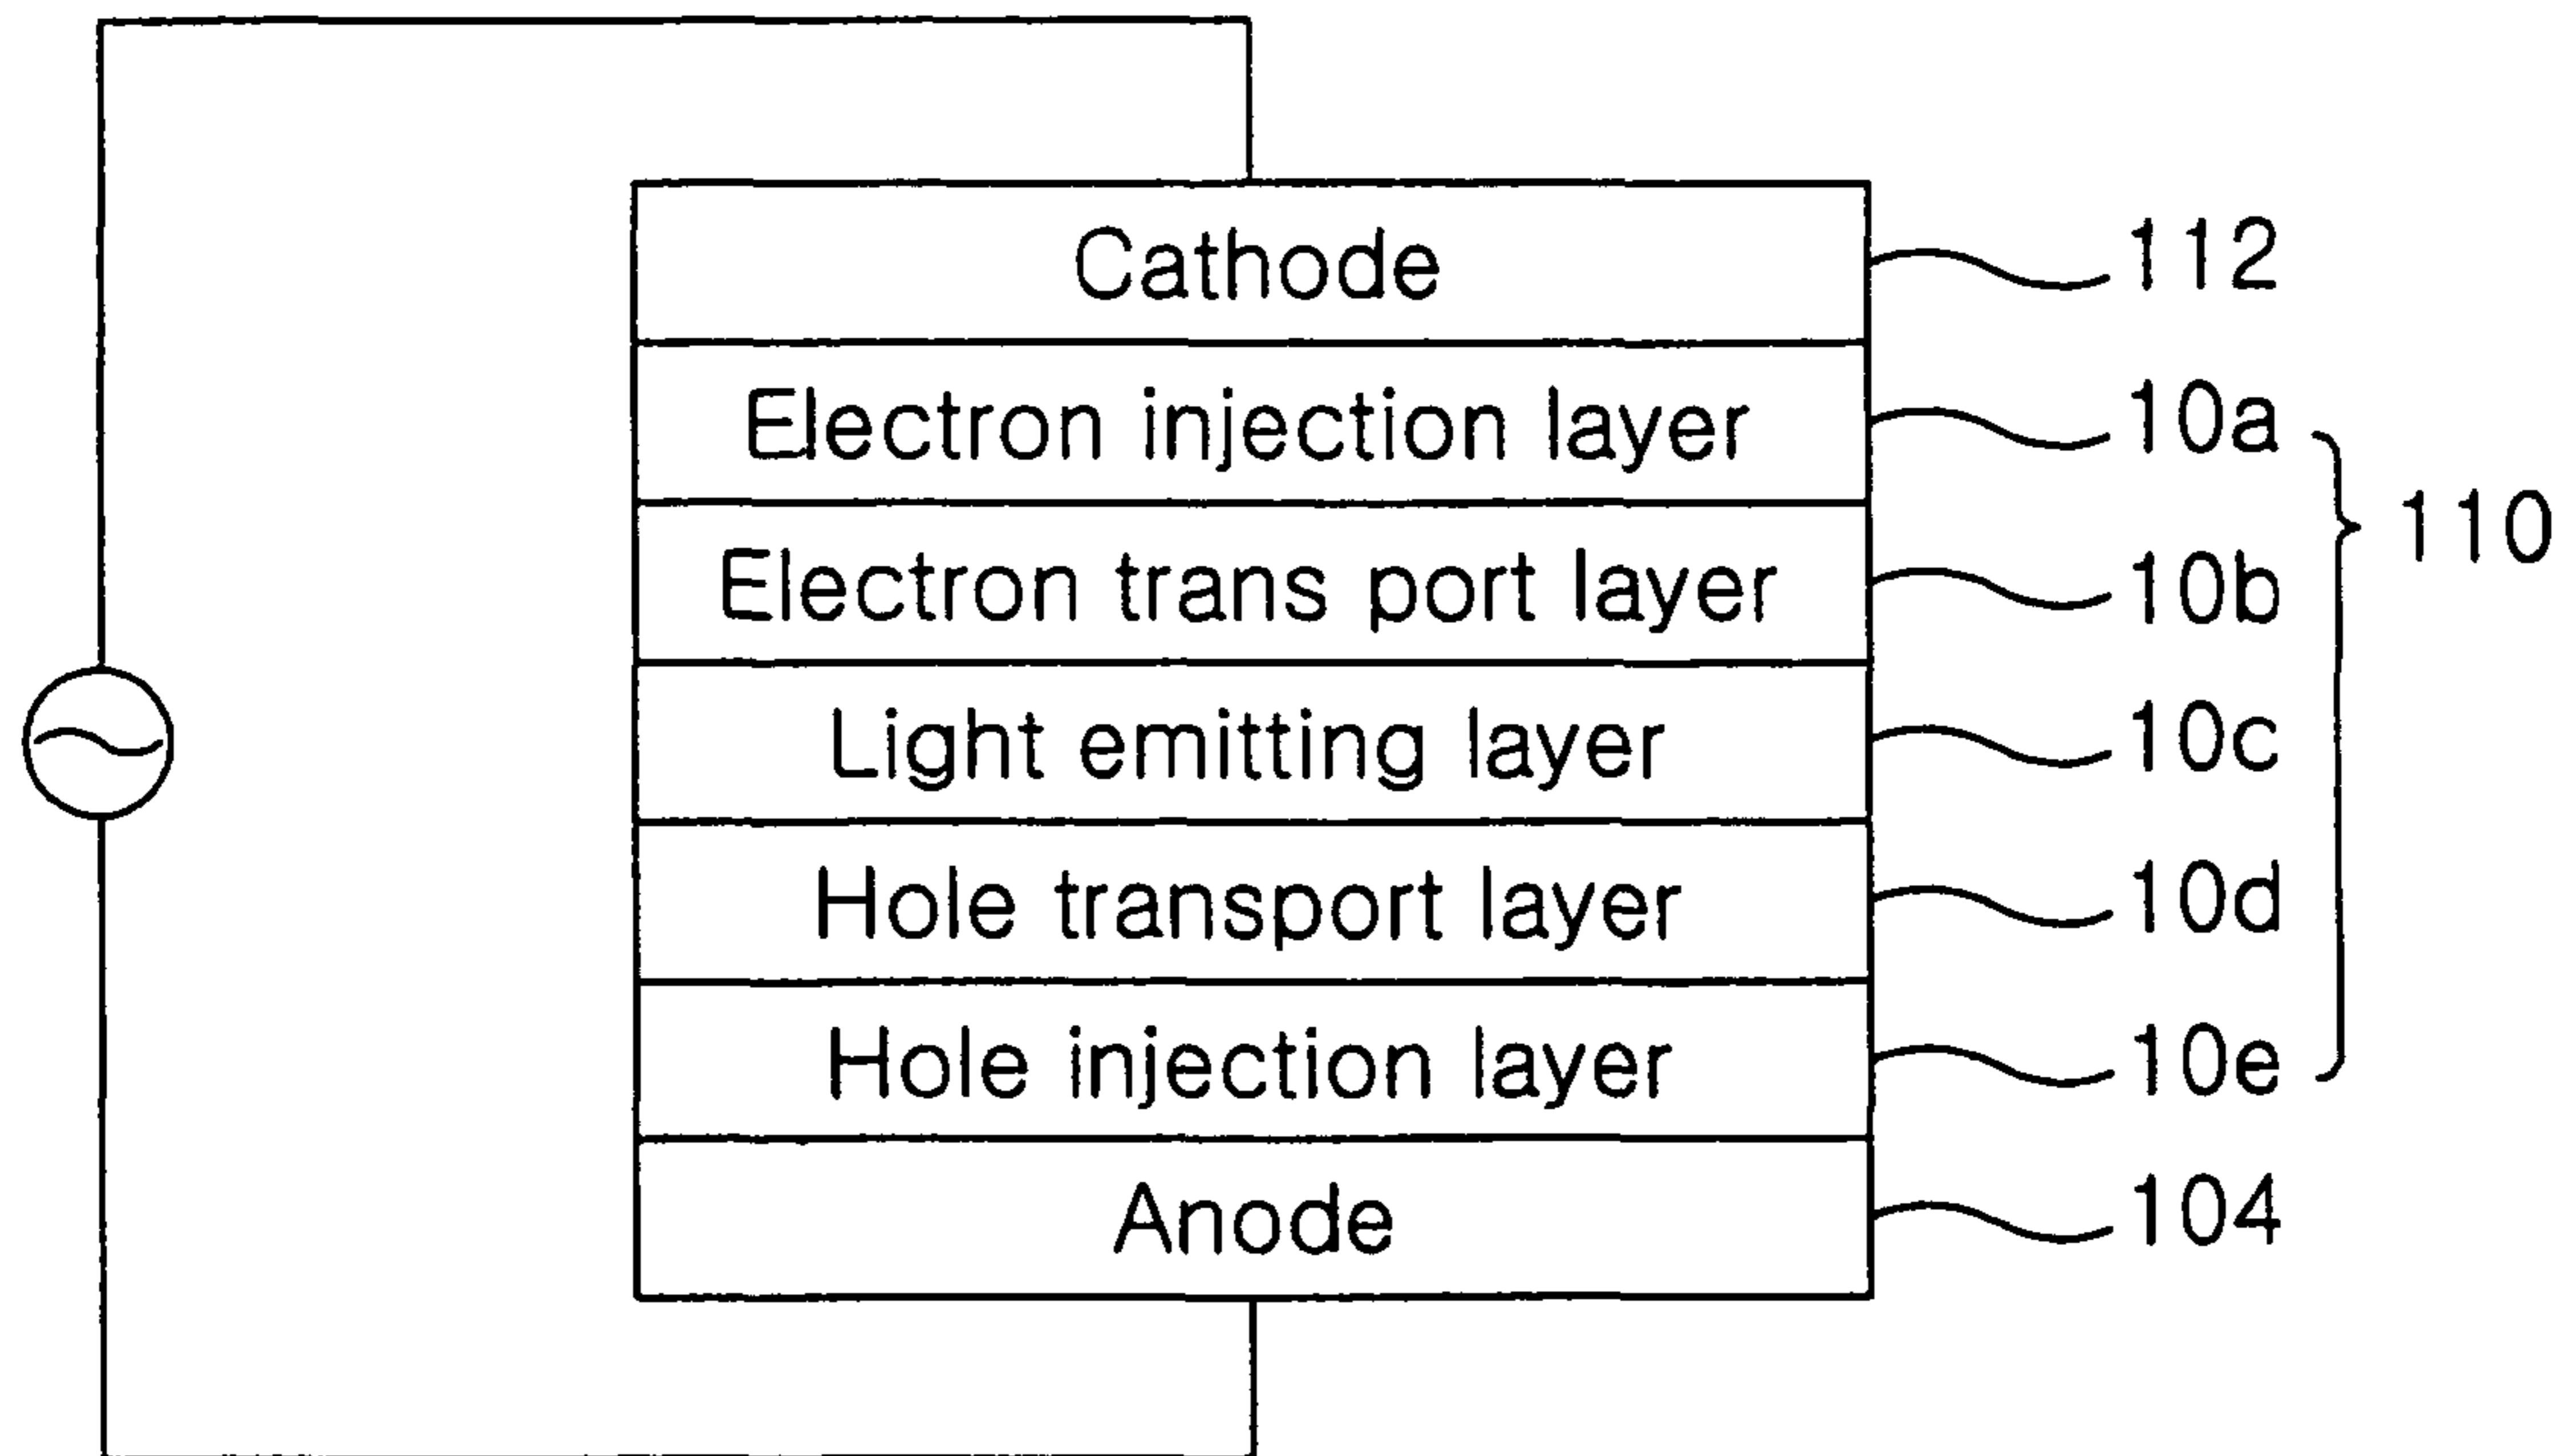 Cathode 112
Electron injection layer 10a
110
Electron trans port layer 10b
Light emitting layer 10c
Hole transport layer 10d
Hole injection layer 10e
Anode 104